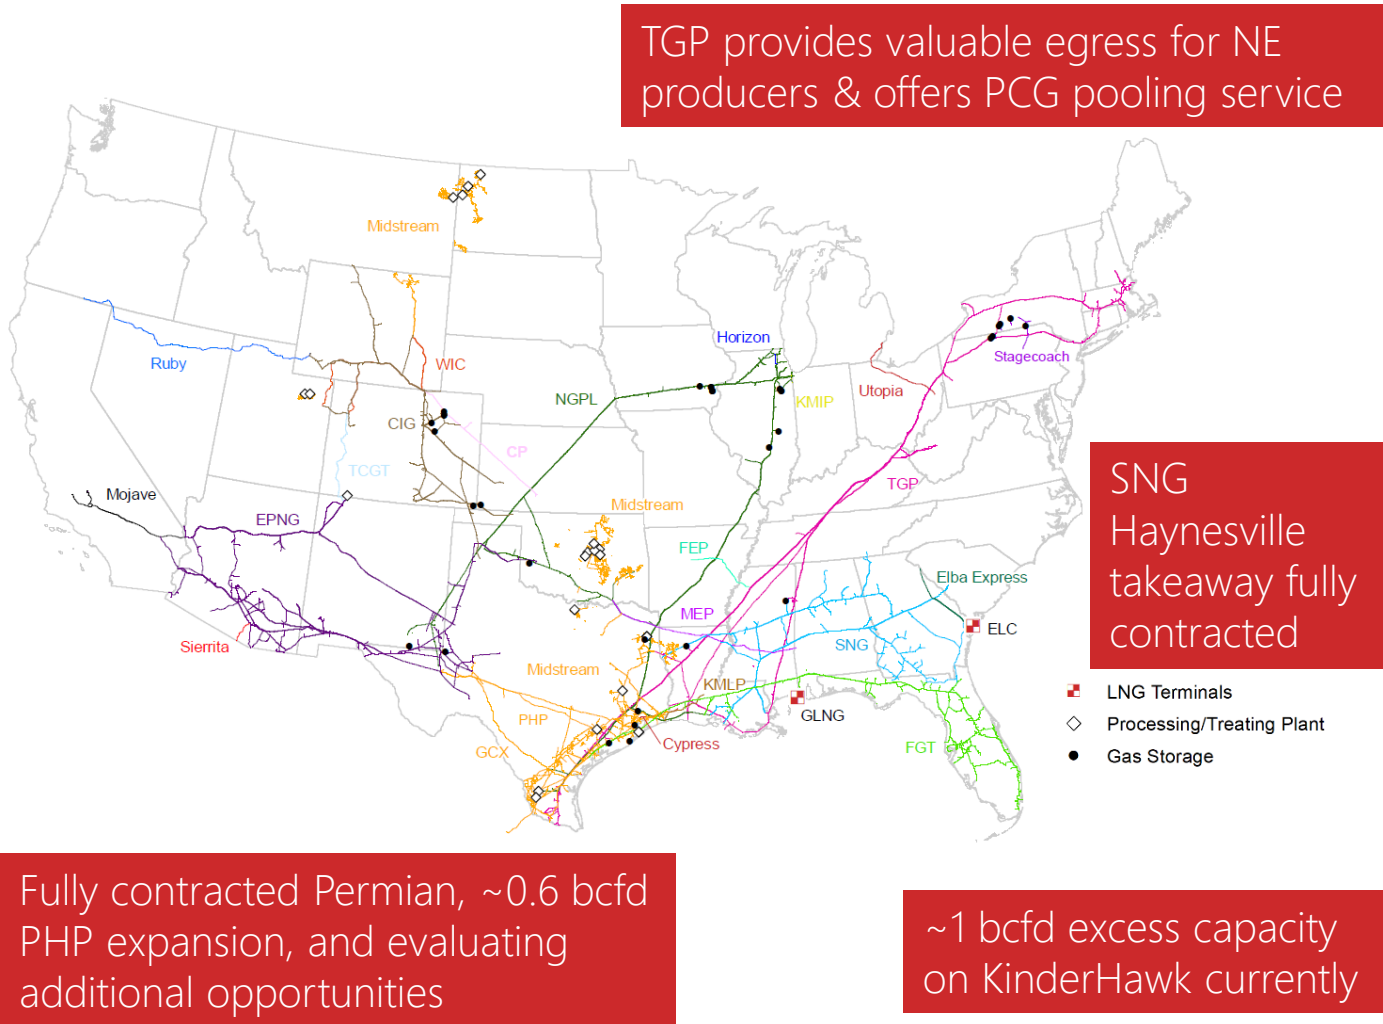 TGP provides valuable egress for NE
producers & offers PCG pooling service
Midstream
Horizon
Stagecoach
Ruby
WIC
NGPL
KMIP
Utopia
CIG
CP
TCGT
Mojave
EPNG
Midstream
TGP
SNG
Haynesville
takeaway fully
contracted
FEP
Elba Express
MEP
ELC
Sierrita
SNG
Midstream
KMLP
GLNG
LNG Terminals
PHP
Processing/Treating Plant
GCX
Cypress
FGT
Gas Storage
Fully contracted Permian, ~0.6 bcfd
PHP expansion, and evaluating
additional opportunities
~1 bcfd excess capacity
on KinderHawk currently